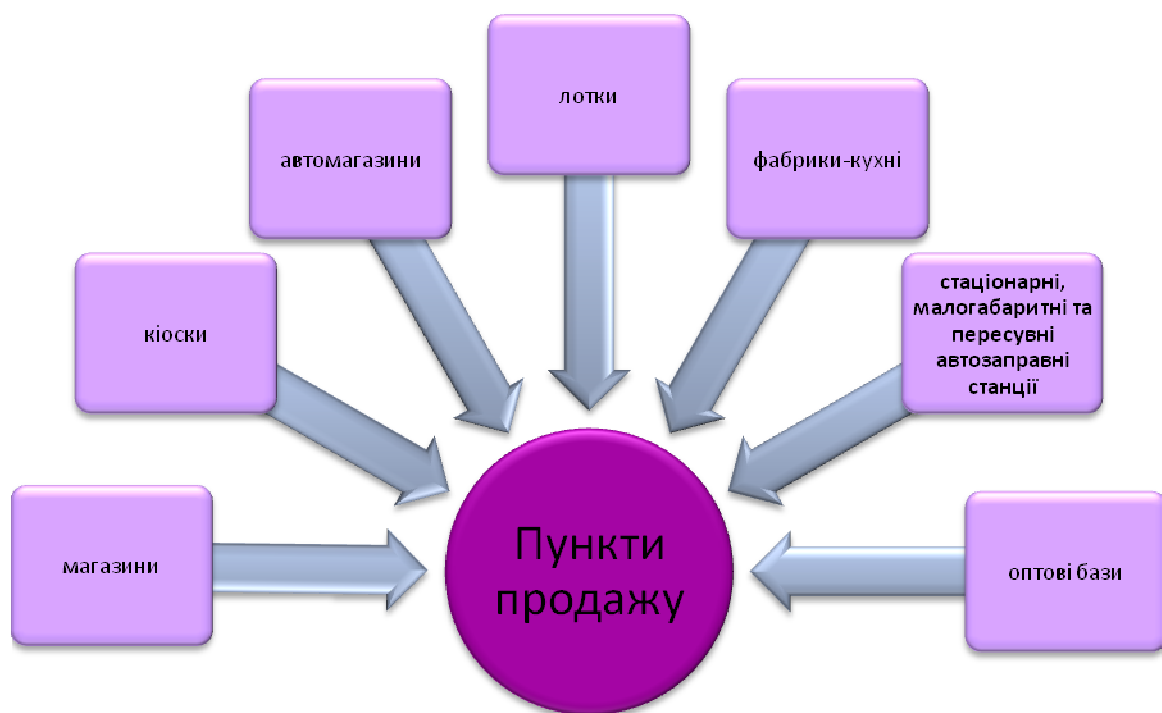 лотки
автомагазини
фабрики-кухні
кіоски
стаціонарні,
малогабаритні та
пересувні
автозаправні
станції
магазини
Пункти
продажу
оптові бази